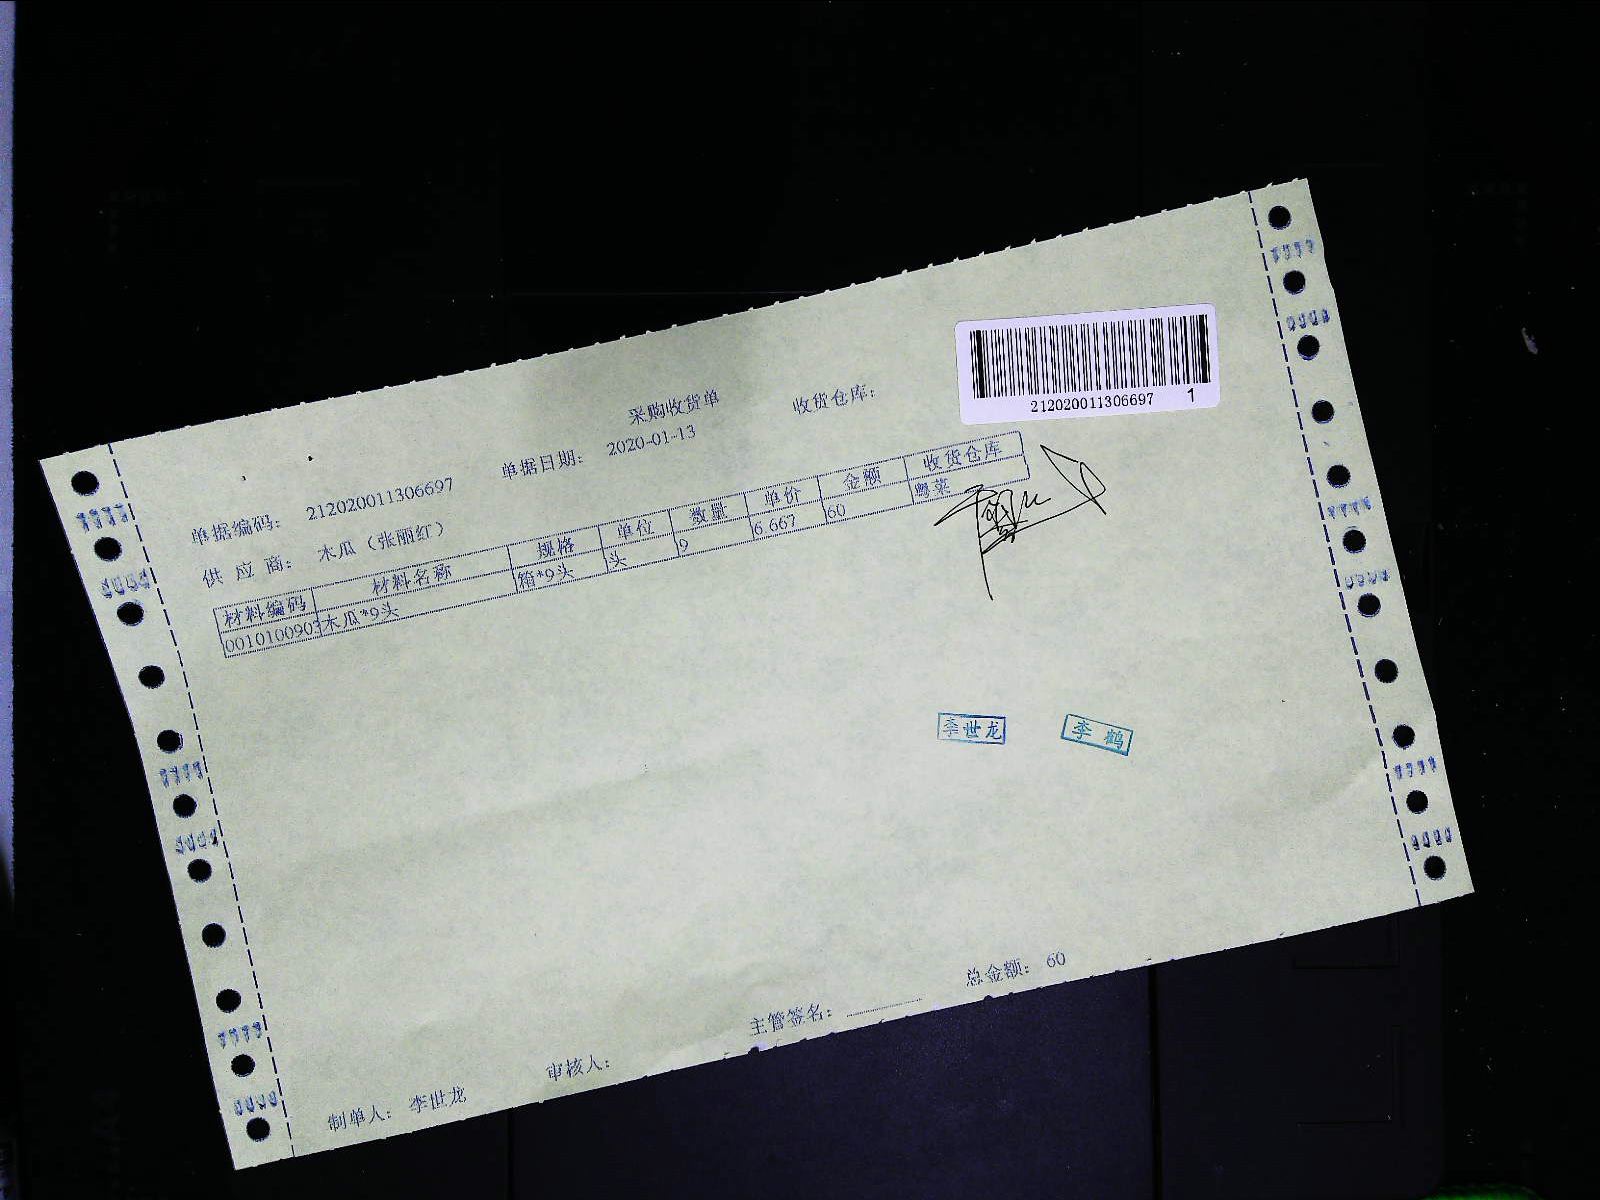 采购收货单 收货仓库:
212020011306697 1
单据编码: 212020011306697 单据日期: 2020-01-13
供 应 商: 木瓜（张丽红）
材料编码 材料名称 规格 单位 数量 单价 金额 收货仓库
0010100903 木瓜*9头 箱*9头 头 9 6.667 60 粤菜
李世龙 李鹤
制单人: 李世龙 审核人: 主管签名: 总金额: 60